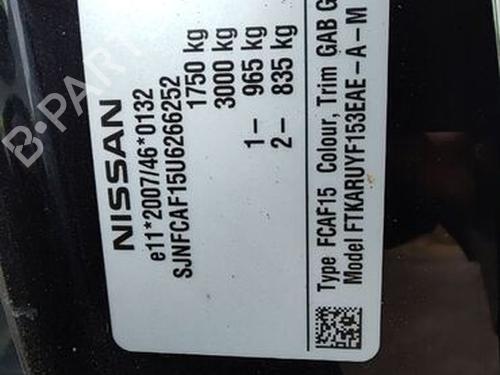 NISSAN
e11*2007/46*0132
SJNFCAF15U6266252
1750 kg
3000 kg
1- 965 kg
2- 835 kg
Type FCAF15 Colour, Trim GAB G
Model FTKARUYF153EAE-A-M
B-PARTS